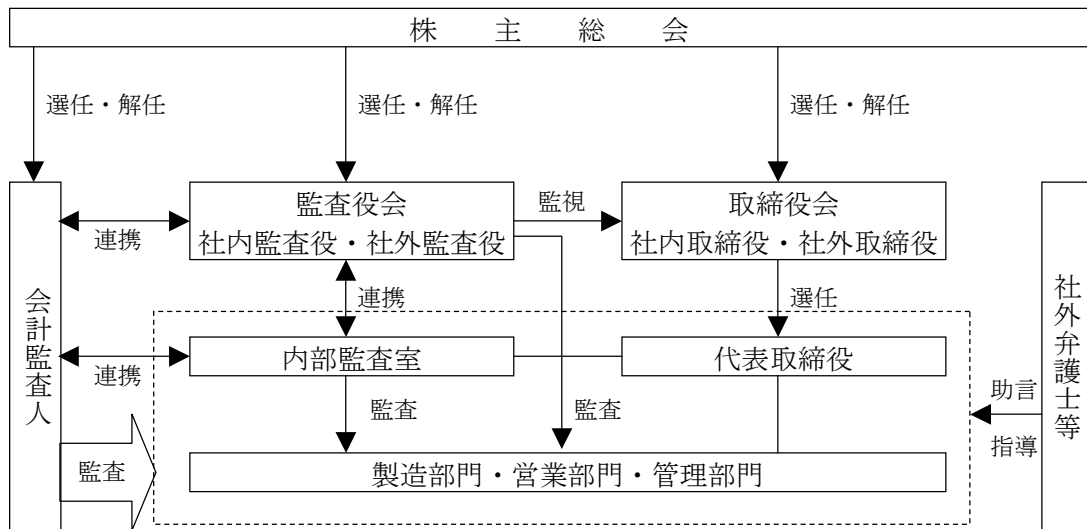 株主総会
選任・解任
選任・解任
選任・解任
監査役会
社内監査役・社外監査役
監視
取締役会
社内取締役・社外取締役
連携
会計監査人
社外弁護士等
連携
選任
内部監査室
代表取締役
連携
監査
監査
助言
指導
監査
製造部門・営業部門・管理部門